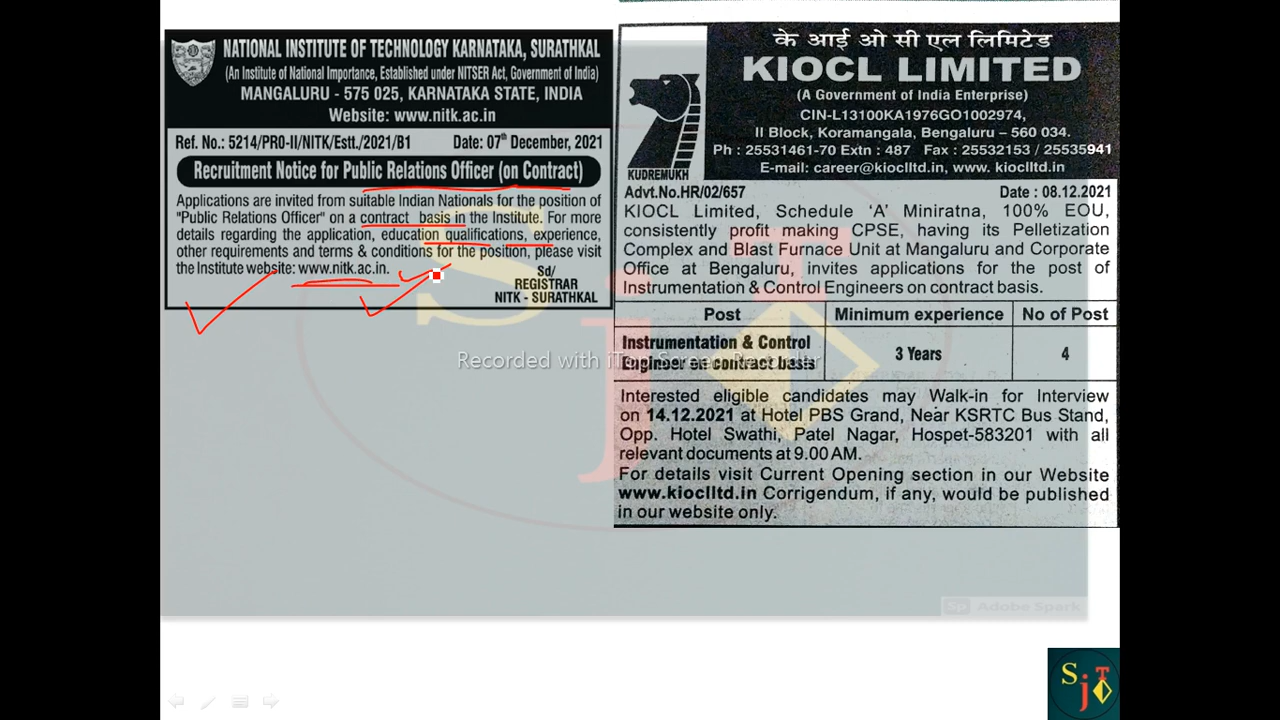 NATIONAL INSTITUTE OF TECHNOLOGY KARNATAKA, SURATHKAL
(An Institute of National Importance, Established under NITSER Act, Government of India)
MANGALURU - 575 025, KARNATAKA STATE, INDIA
Website: www.nitk.ac.in
Ref. No.: 5214/PRO-II/NITK/Estt./2021/B1 Date: 07th December, 2021
Recruitment Notice for Public Relations Officer (on Contract)
Applications are invited from suitable Indian Nationals for the position of
"Public Relations Officer" on a contract basis in the Institute. For more
details regarding the application, education qualifications, experience,
other requirements and terms & conditions for the position, please visit
the Institute website: www.nitk.ac.in.
Sd/
REGISTRAR
NITK - SURATHKAL
के आई ओ सी एल लिमिटेड
KIOCL LIMITED
(A Government of India Enterprise)
CIN-L13100KA1976GO1002974,
II Block, Koramangala, Bengaluru – 560 034.
Ph : 25531461-70 Extn : 487 Fax : 25532153 / 25535941
E-mail: career@kioclltd.in, www. kioclltd.in
KUDREMUKH
Advt.No.HR/02/657 Date : 08.12.2021
KIOCL Limited, Schedule ‘A’ Miniratna, 100% EOU,
consistently profit making CPSE, having its Pelletization
Complex and Blast Furnace Unit at Mangaluru and Corporate
Office at Bengaluru, invites applications for the post of
Instrumentation & Control Engineers on contract basis.
Post Minimum experience No of Post
Instrumentation & Control
Engineer on contract basis 3 Years 4
Interested eligible candidates may Walk-in for Interview
on 14.12.2021 at Hotel PBS Grand, Near KSRTC Bus Stand,
Opp. Hotel Swathi, Patel Nagar, Hospet-583201 with all
relevant documents at 9.00 AM.
For details visit Current Opening section in our Website
www.kioclltd.in Corrigendum, if any, would be published
in our website only.
Recorded with iTop Screen Recorder
Sp Adobe Spark
S j T